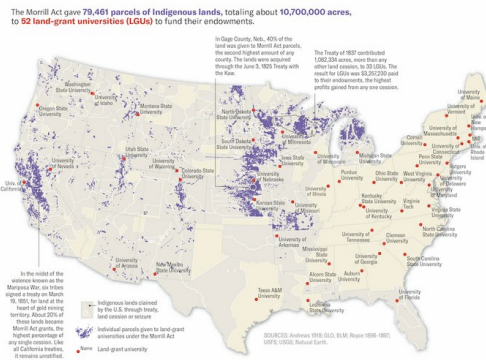 The Morrill Act gave 79,461 parcels of Indigenous lands, totaling about 10,700,000 acres,
to 52 land-grant universities (LGUs) to fund their endowments.
In Gage County, Neb., 40% of the
land was given to Morrill Act parcels,
the second highest amount of any
county. The lands were acquired
through the June 3, 1825 Treaty with
the Kaw.
The Treaty of 1837 contributed
1,082,334 acres, more than any
other land cession, to 33 LGUs. The
result for LGUs was $3,257,230 paid
to their endowments, the highest
profits gained from any one cession.
Washington
State University
University
of Idaho
Oregon State
University
Montana State
University
North Dakota
State University
University
of Minnesota
South Dakota
State University
University of
Wisconsin
Michigan State
University
University of
Maine
University of
Vermont
University of
Massachusetts
University of
Connecticut
Cornell
University
Penn State
University
Rutgers
University
University
of Delaware
University
of Maryland
Univ. of
California
University
of Nevada
Utah State
University
University
of Wyoming
Colorado State
University
University
of Nebraska
Iowa State
University
Kansas State
University
University
of Missouri
University
of Illinois
Purdue
University
Ohio State
University
West Virginia
University
Kentucky
State University
University
of Kentucky
Virginia
Tech
Virginia State
University
North Carolina
State University
University of
Tennessee
Clemson
University
University
of Arkansas
Mississippi
State
University
University
of Georgia
South Carolina
State University
Alcorn State
University
Auburn
University
University
of Arizona
New Mexico
State University
Texas A&M
University
Louisiana
State
University
University
of Florida
In the midst of the
violence known as the
Mariposa War, six tribes
signed a treaty on March
19, 1851, for land at the
heart of gold mining
territory. About 20% of
those lands became
Morrill Act grants, the
highest percentage of
any single cession. Like
all California treaties,
it remains unratified.
Indigenous lands claimed
by the U.S. through treaty,
land cession or seizure
Individual parcels given to land-grant
universities under the Morrill Act
Name Land-grant university
SOURCES: Andrews 1918; GLO, BLM; Royce 1896-1897;
USFS; USGS; Natural Earth.